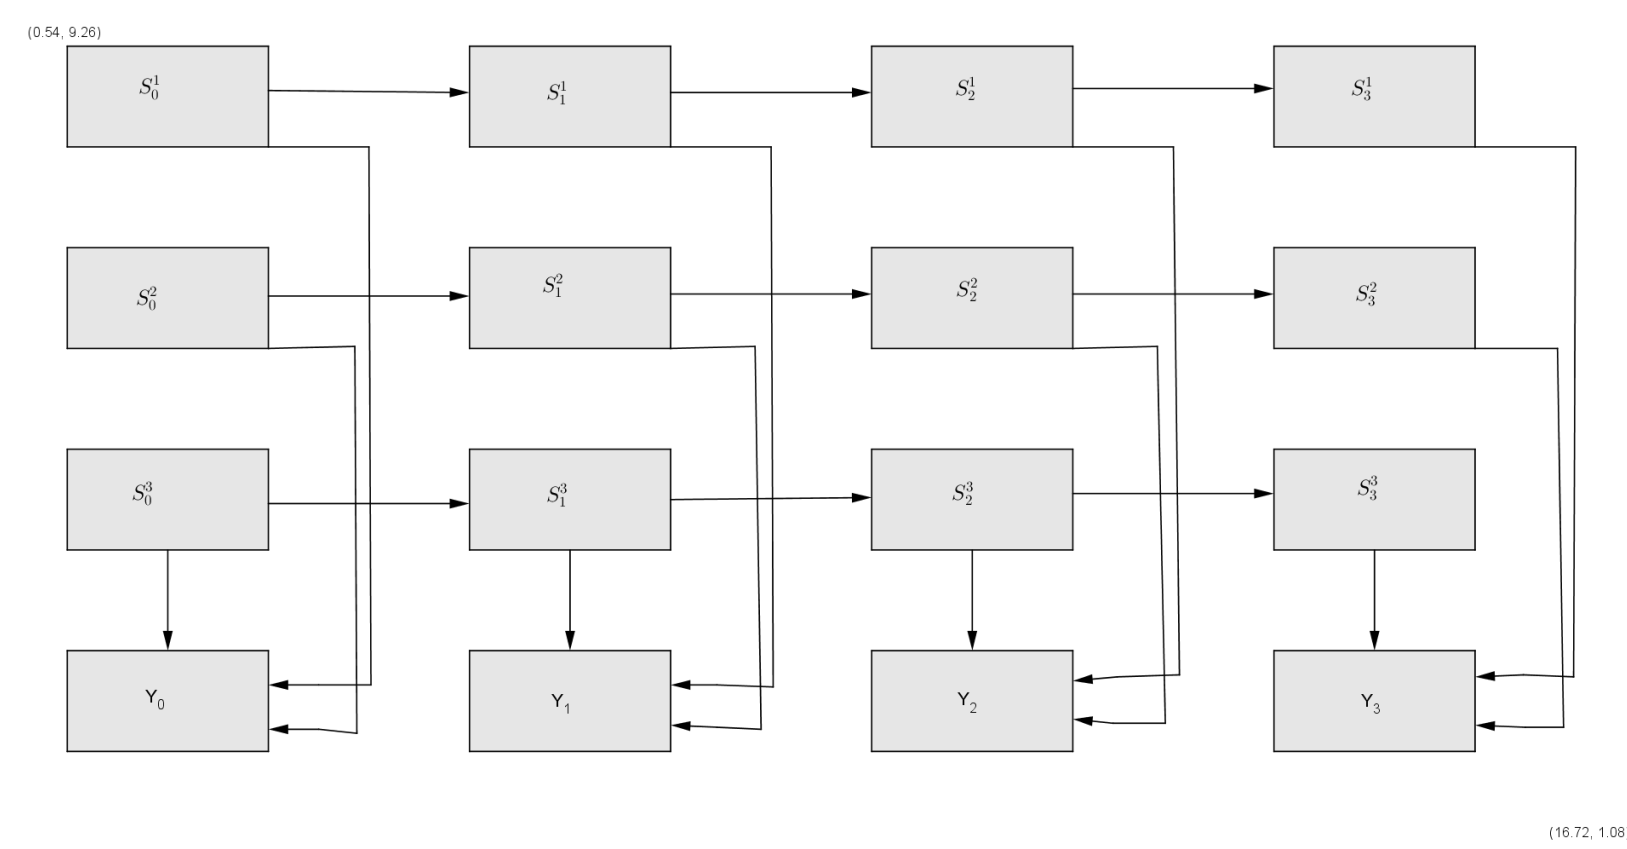 (0.54, 9.26)
S_0^1 S_1^1 S_2^1 S_3^1
S_0^2 S_1^2 S_2^2 S_3^2
S_0^3 S_1^3 S_2^3 S_3^3
Y_0 Y_1 Y_2 Y_3
(16.72, 1.08)